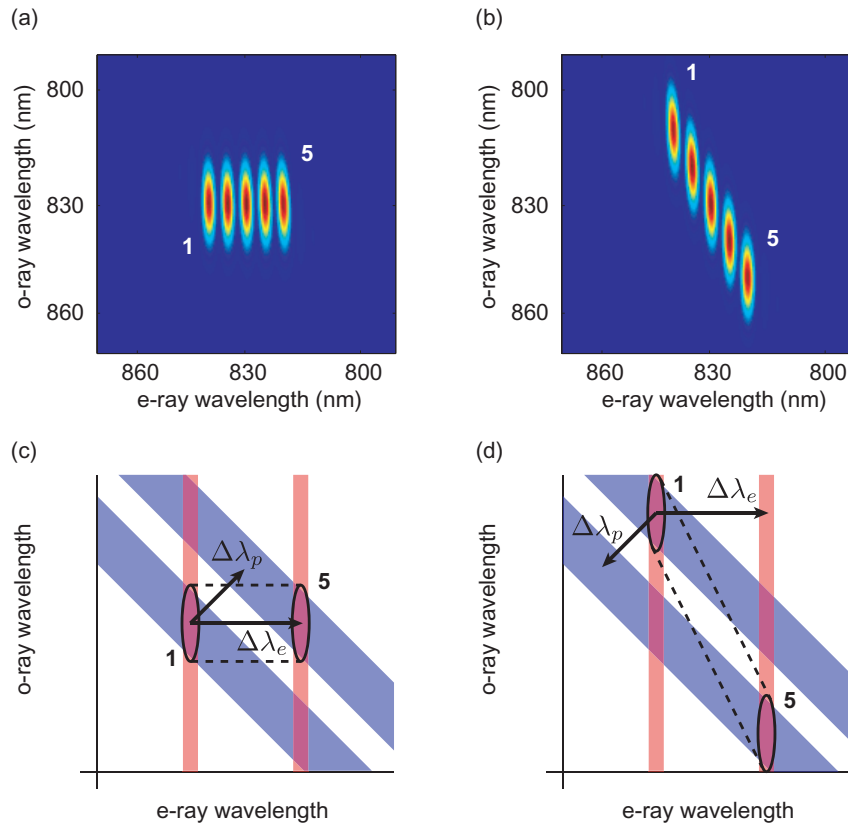 (a)
o-ray wavelength (nm)
800
830
860
1
5
860
830
800
e-ray wavelength (nm)
(b)
o-ray wavelength (nm)
800
830
860
1
5
860
830
800
e-ray wavelength (nm)
(c)
o-ray wavelength
Δλp
5
Δλe
1
e-ray wavelength
(d)
o-ray wavelength
1
Δλe
Δλp
5
e-ray wavelength